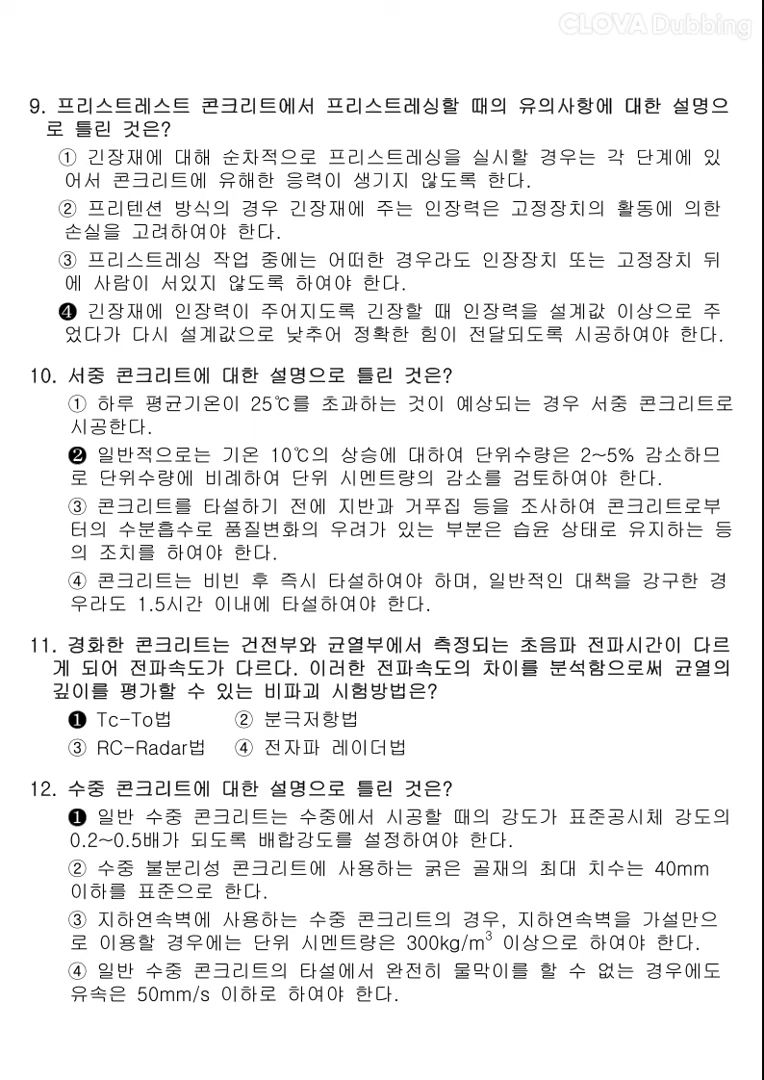 CLOVA Dubbing
9. 프리스트레스트 콘크리트에서 프리스트레싱할 때의 유의사항에 대한 설명으
로 틀린 것은?
① 긴장재에 대해 순차적으로 프리스트레싱을 실시할 경우는 각 단계에 있
어서 콘크리트에 유해한 응력이 생기지 않도록 한다.
② 프리텐션 방식의 경우 긴장재에 주는 인장력은 고정장치의 활동에 의한
손실을 고려하여야 한다.
③ 프리스트레싱 작업 중에는 어떠한 경우라도 인장장치 또는 고정장치 뒤
에 사람이 서있지 않도록 하여야 한다.
❹ 긴장재에 인장력이 주어지도록 긴장할 때 인장력을 설계값 이상으로 주
었다가 다시 설계값으로 낮추어 정확한 힘이 전달되도록 시공하여야 한다.
10. 서중 콘크리트에 대한 설명으로 틀린 것은?
① 하루 평균기온이 25℃를 초과하는 것이 예상되는 경우 서중 콘크리트로
시공한다.
❷ 일반적으로는 기온 10℃의 상승에 대하여 단위수량은 2~5% 감소하므
로 단위수량에 비례하여 단위 시멘트량의 감소를 검토하여야 한다.
③ 콘크리트를 타설하기 전에 지반과 거푸집 등을 조사하여 콘크리트로부
터의 수분흡수로 품질변화의 우려가 있는 부분은 습윤 상태로 유지하는 등
의 조치를 하여야 한다.
④ 콘크리트는 비빈 후 즉시 타설하여야 하며, 일반적인 대책을 강구한 경
우라도 1.5시간 이내에 타설하여야 한다.
11. 경화한 콘크리트는 건전부와 균열부에서 측정되는 초음파 전파시간이 다르
게 되어 전파속도가 다르다. 이러한 전파속도의 차이를 분석함으로써 균열의
깊이를 평가할 수 있는 비파괴 시험방법은?
❶ Tc-To법 ② 분극저항법
③ RC-Radar법 ④ 전자파 레이더법
12. 수중 콘크리트에 대한 설명으로 틀린 것은?
❶ 일반 수중 콘크리트는 수중에서 시공할 때의 강도가 표준공시체 강도의
0.2~0.5배가 되도록 배합강도를 설정하여야 한다.
② 수중 불분리성 콘크리트에 사용하는 굵은 골재의 최대 치수는 40mm
이하를 표준으로 한다.
③ 지하연속벽에 사용하는 수중 콘크리트의 경우, 지하연속벽을 가설만으
로 이용할 경우에는 단위 시멘트량은 300kg/m³ 이상으로 하여야 한다.
④ 일반 수중 콘크리트의 타설에서 완전히 물막이를 할 수 없는 경우에도
유속은 50mm/s 이하로 하여야 한다.